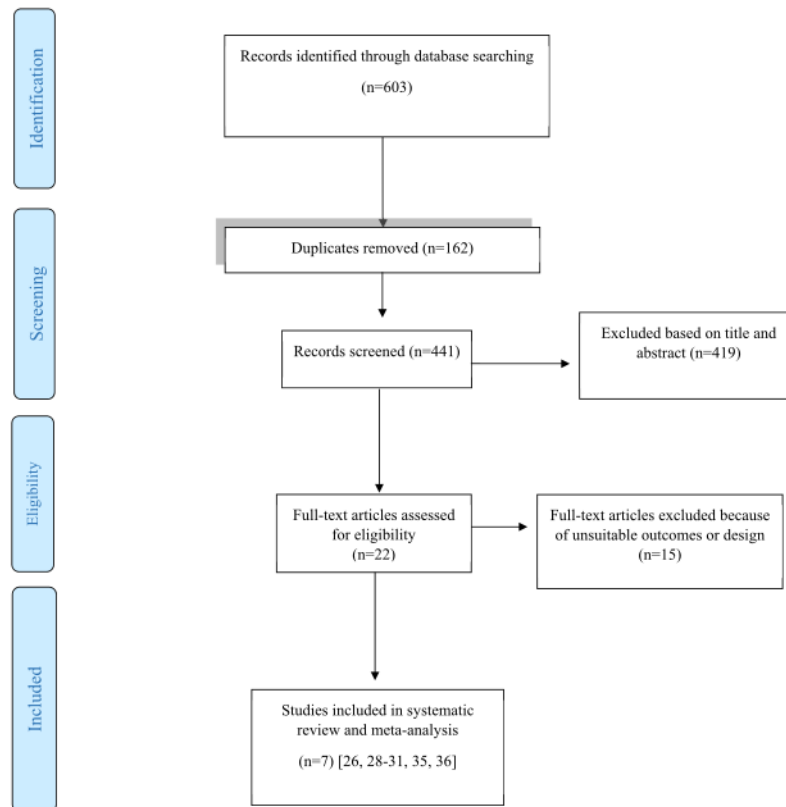 Identification
Records identified through database searching
(n=603)
Screening
Duplicates removed (n=162)
Records screened (n=441)
Excluded based on title and
abstract (n=419)
Eligibility
Full-text articles assessed
for eligibility
(n=22)
Full-text articles excluded because
of unsuitable outcomes or design
(n=15)
Included
Studies included in systematic
review and meta-analysis
(n=7) [26, 28-31, 35, 36]